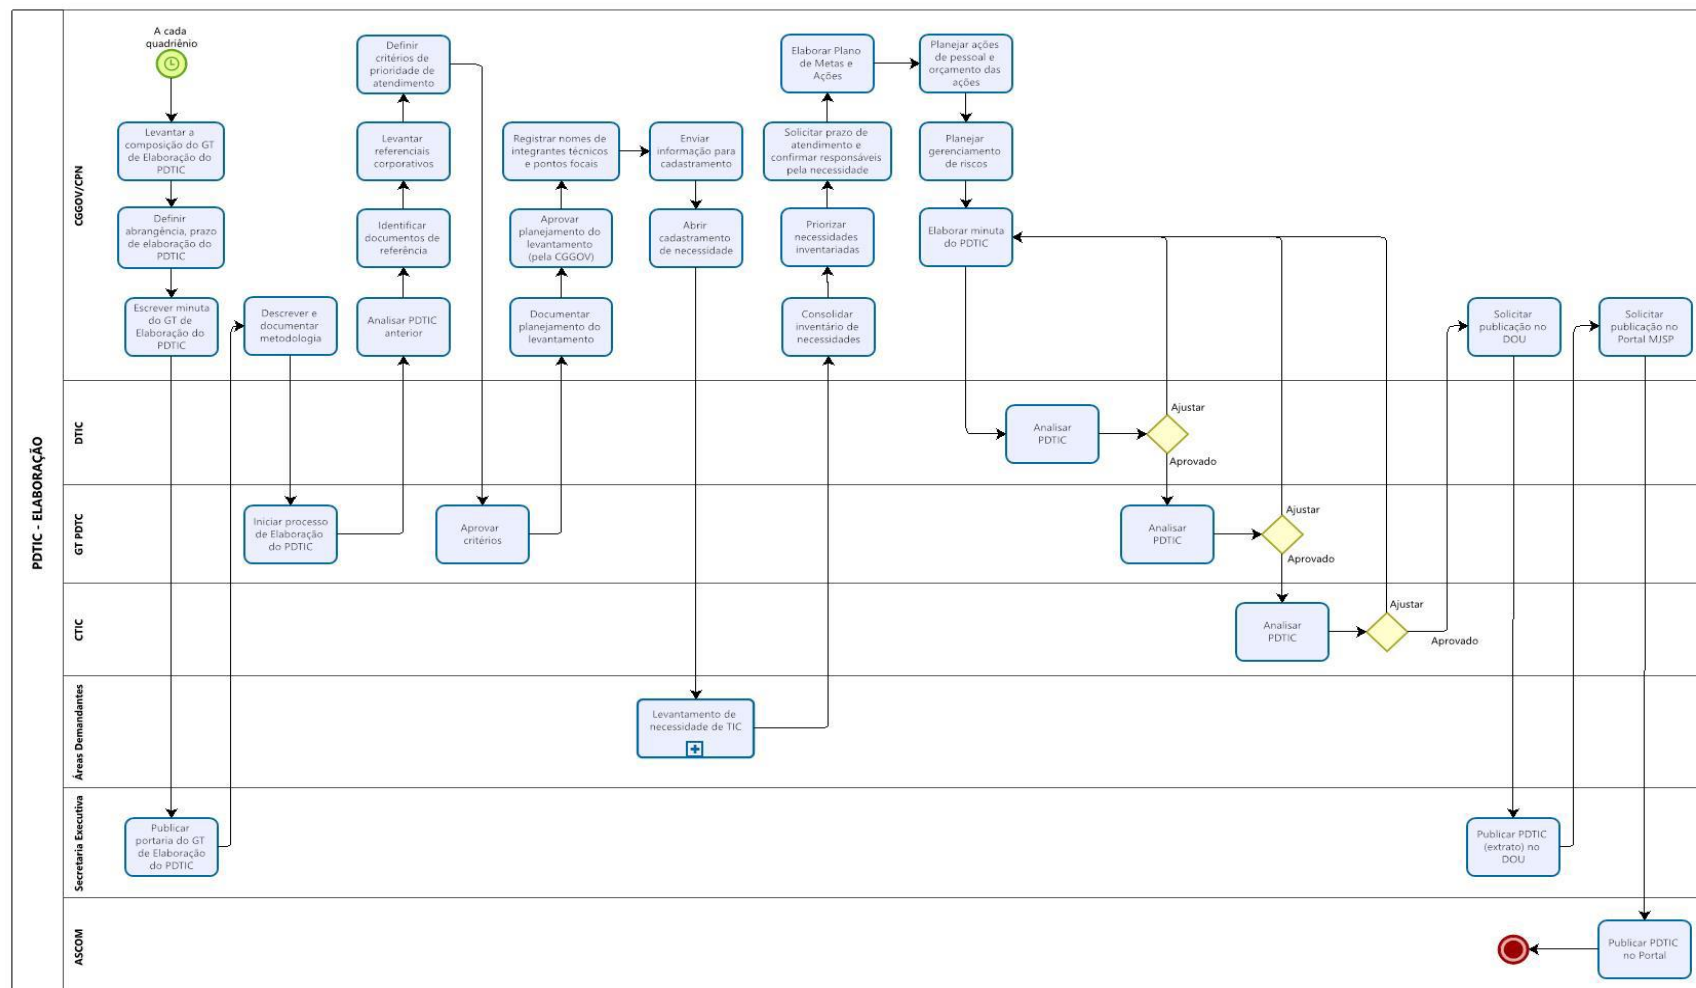 PDTIC - ELABORAÇÃO
CGGOV/CPN
A cada
quadriênio
Levantar a
composição do GT
de Elaboração do
PDTIC
Definir
abrangência, prazo
de elaboração do
PDTIC
Escrever minuta
do GT de
Elaboração do
PDTIC
Descrever e
documentar
metodologia
Definir
critérios de
prioridade de
atendimento
Levantar
referenciais
corporativos
Identificar
documentos de
referência
Analisar PDTIC
anterior
Registrar nomes de
integrantes técnicos
e pontos focais
Aprovar
planejamento do
levantamento
(pela CGGOV)
Documentar
planejamento do
levantamento
Enviar
informação para
cadastramento
Abrir
cadastramento
de necessidade
Elaborar Plano
de Metas e
Ações
Solicitar prazo de
atendimento e
confirmar responsáveis
pela necessidade
Priorizar
necessidades
inventariadas
Consolidar
inventário de
necessidades
Planejar ações
de pessoal e
orçamento das
ações
Planejar
gerenciamento
de riscos
Elaborar minuta
do PDTIC
Solicitar
publicação no
DOU
Solicitar
publicação no
Portal MJSP
DTIC
Analisar
PDTIC
Ajustar
Aprovado
GT PDTC
Iniciar processo
de Elaboração
do PDTIC
Aprovar
critérios
Analisar
PDTIC
Ajustar
Aprovado
CTIC
Analisar
PDTIC
Ajustar
Aprovado
Áreas Demandantes
Levantamento de
necessidade de TIC
Secretaria Executiva
Publicar
portaria do GT
de Elaboração
do PDTIC
Publicar PDTIC
(extrato) no
DOU
ASCOM
Publicar PDTIC
no Portal